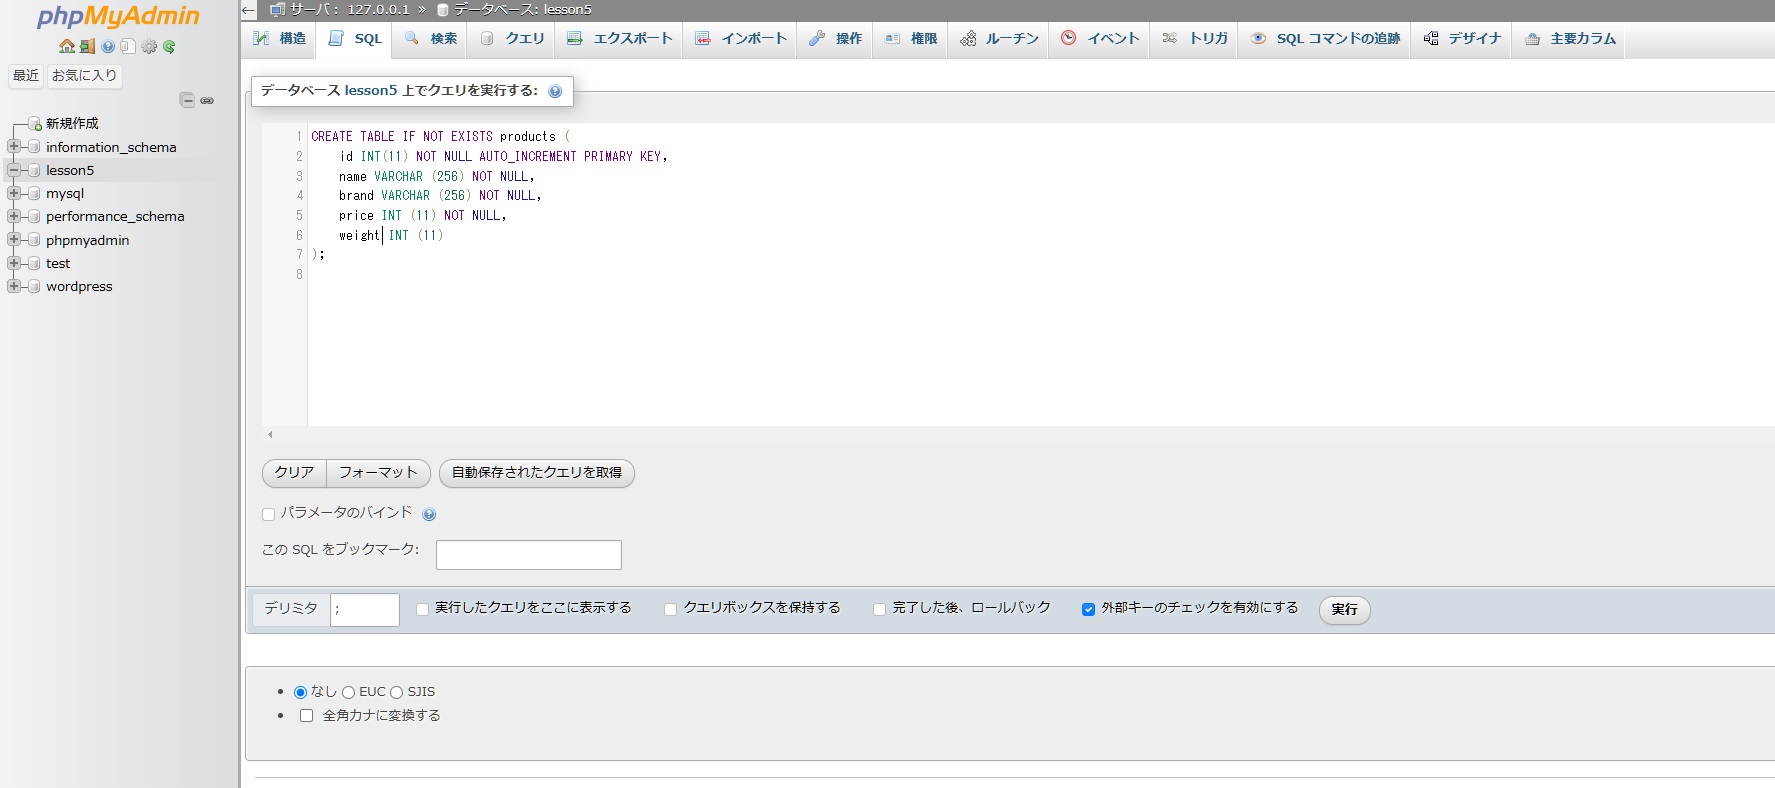 phpMyAdmin
最近 お気に入り
新規作成
information_schema
lesson5
mysql
performance_schema
phpmyadmin
test
wordpress
← サーバ: 127.0.0.1 » データベース: lesson5
構造 SQL 検索 クエリ エクスポート インポート 操作 権限 ルーチン イベント トリガ SQL コマンドの追跡 デザイナ 主要カラム
データベース lesson5 上でクエリを実行する:
1 CREATE TABLE IF NOT EXISTS products (
2 id INT(11) NOT NULL AUTO_INCREMENT PRIMARY KEY,
3 name VARCHAR (256) NOT NULL,
4 brand VARCHAR (256) NOT NULL,
5 price INT (11) NOT NULL,
6 weight INT (11)
7 );
8
クリア フォーマット 自動保存されたクエリを取得
パラメータのバインド
この SQL をブックマーク:
デリミタ ; 実行したクエリをここに表示する クエリボックスを保持する 完了した後、ロールバック 外部キーのチェックを有効にする 実行
なし EUC SJIS
全角カナに変換する